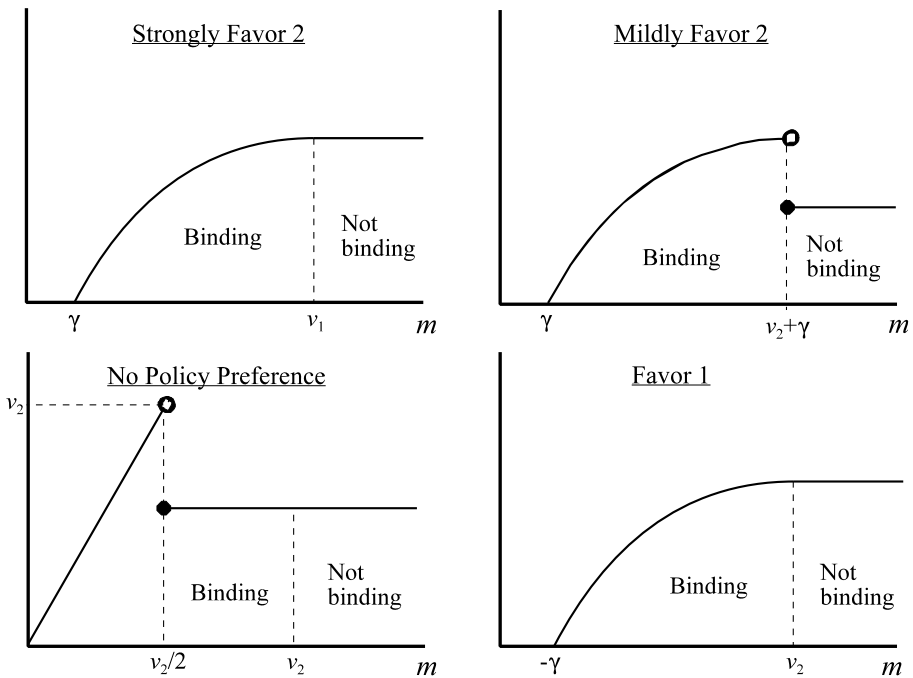 Strongly Favor 2
Binding
Not
binding
γ
v₁
m
Mildly Favor 2
Binding
Not
binding
γ
v₂+γ
m
No Policy Preference
v₂
Binding
Not
binding
v₂/2
v₂
m
Favor 1
Binding
Not
binding
-γ
v₂
m